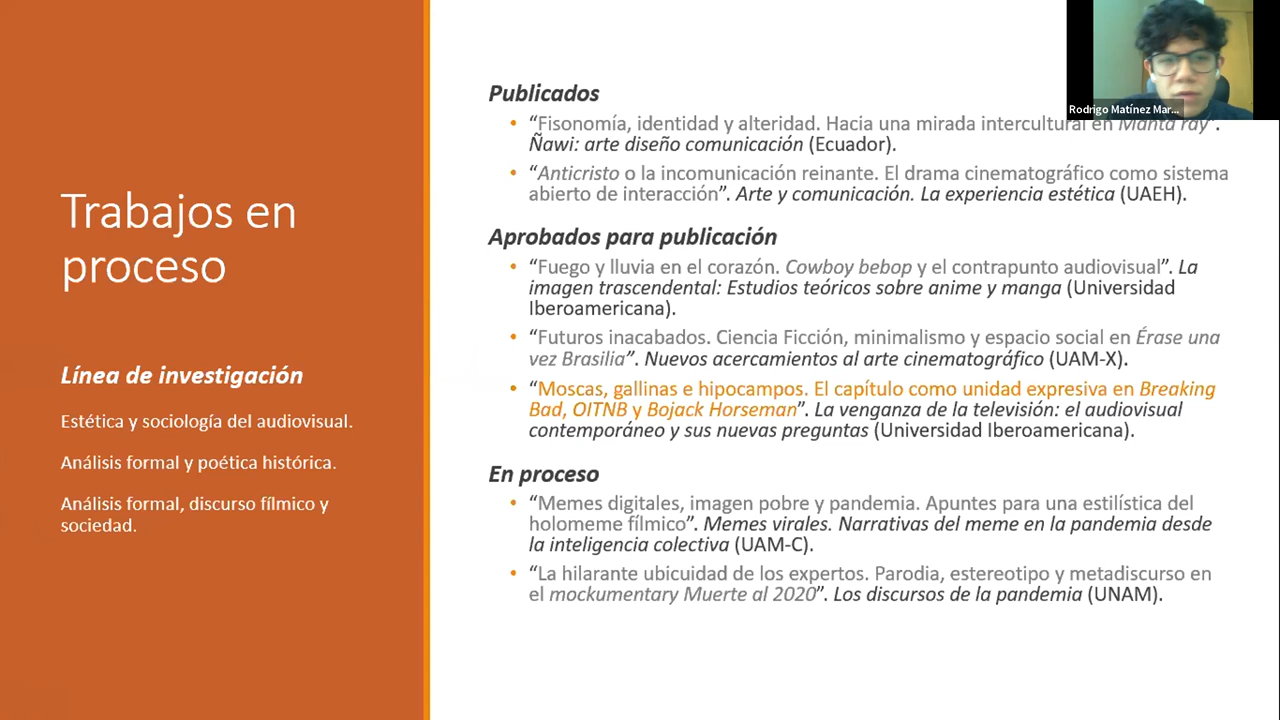 Trabajos en
proceso
Línea de investigación
Estética y sociología del audiovisual.
Análisis formal y poética histórica.
Análisis formal, discurso fílmico y
sociedad.
Publicados
• “Fisonomía, identidad y alteridad. Hacia una mirada intercultural en Manta ray”.
Ñawi: arte diseño comunicación (Ecuador).
• “Anticristo o la incomunicación reinante. El drama cinematográfico como sistema
abierto de interacción”. Arte y comunicación. La experiencia estética (UAEH).
Aprobados para publicación
• “Fuego y lluvia en el corazón. Cowboy bebop y el contrapunto audiovisual”. La
imagen trascendental: Estudios teóricos sobre anime y manga (Universidad
Iberoamericana).
• “Futuros inacabados. Ciencia Ficción, minimalismo y espacio social en Érase una
vez Brasilia”. Nuevos acercamientos al arte cinematográfico (UAM-X).
• “Moscas, gallinas e hipocampos. El capítulo como unidad expresiva en Breaking
Bad, OITNB y Bojack Horseman”. La venganza de la televisión: el audiovisual
contemporáneo y sus nuevas preguntas (Universidad Iberoamericana).
En proceso
• “Memes digitales, imagen pobre y pandemia. Apuntes para una estilística del
holomeme fílmico”. Memes virales. Narrativas del meme en la pandemia desde
la inteligencia colectiva (UAM-C).
• “La hilarante ubicuidad de los expertos. Parodia, estereotipo y metadiscurso en
el mockumentary Muerte al 2020”. Los discursos de la pandemia (UNAM).
Rodrigo Matínez Mar...